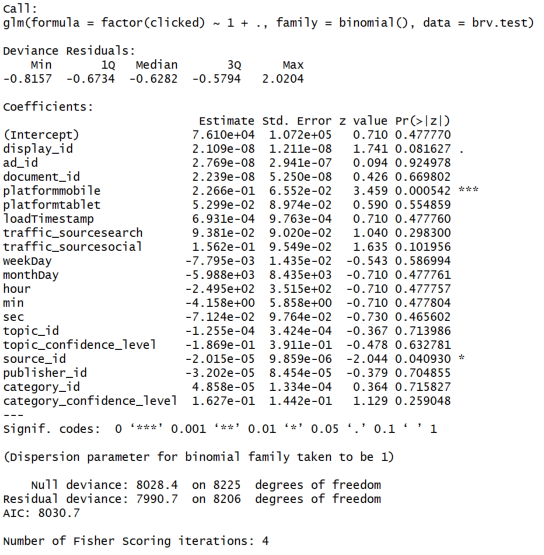 Call:
glm(formula = factor(clicked) ~ 1 + ., family = binomial(), data = brv.test)
Deviance Residuals:
Min 1Q Median 3Q Max
-0.8157 -0.6734 -0.6282 -0.5794 2.0204
Coefficients:
Estimate Std. Error z value Pr(>|z|)
(Intercept) 7.610e+04 1.072e+05 0.710 0.477770
display_id 2.109e-08 1.211e-08 1.741 0.081627 .
ad_id 2.769e-08 2.941e-07 0.094 0.924978
document_id 2.239e-08 5.250e-08 0.426 0.669802
platformmobile 2.266e-01 6.552e-02 3.459 0.000542 ***
platformtablet 5.299e-02 8.974e-02 0.590 0.554859
loadTimestamp 6.931e-04 9.763e-04 0.710 0.477760
traffic_sourcesearch 9.381e-02 9.020e-02 1.040 0.298300
traffic_sourcesocial 1.562e-01 9.549e-02 1.635 0.101956
weekDay -7.795e-03 1.435e-02 -0.543 0.586994
monthDay -5.988e+03 8.435e+03 -0.710 0.477761
hour -2.495e+02 3.515e+02 -0.710 0.477757
min -4.158e+00 5.858e+00 -0.710 0.477804
sec -7.124e-02 9.764e-02 -0.730 0.465602
topic_id -1.255e-04 3.424e-04 -0.367 0.713986
topic_confidence_level -1.869e-01 3.911e-01 -0.478 0.632781
source_id -2.015e-05 9.859e-06 -2.044 0.040930 *
publisher_id -3.202e-05 8.454e-05 -0.379 0.704855
category_id 4.858e-05 1.334e-04 0.364 0.715827
category_confidence_level 1.627e-01 1.442e-01 1.129 0.259048
---
Signif. codes: 0 ‘***’ 0.001 ‘**’ 0.01 ‘*’ 0.05 ‘.’ 0.1 ‘ ’ 1
(Dispersion parameter for binomial family taken to be 1)
Null deviance: 8028.4 on 8225 degrees of freedom
Residual deviance: 7990.7 on 8206 degrees of freedom
AIC: 8030.7
Number of Fisher Scoring iterations: 4